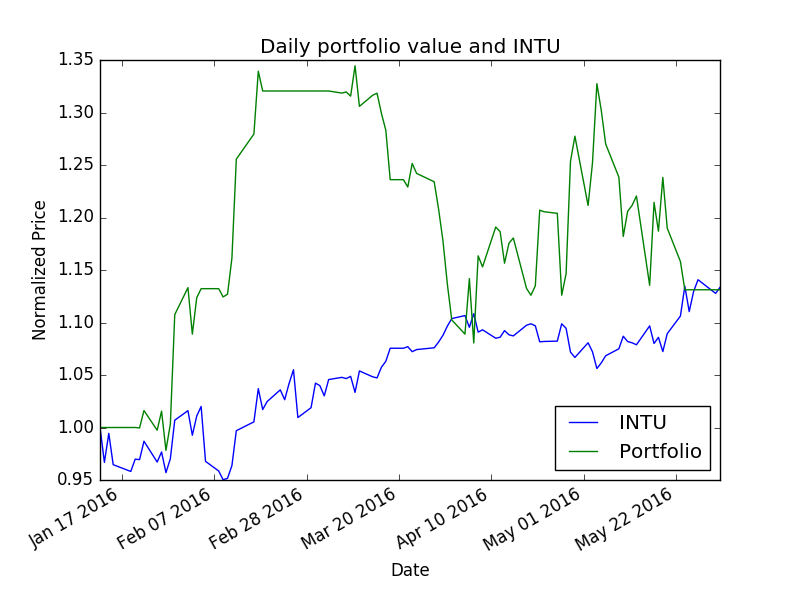 Daily portfolio value and INTU
1.35
1.30
1.25
1.20
1.15
1.10
1.05
1.00
0.95
Normalized Price
INTU
Portfolio
Jan 17 2016
Feb 07 2016
Feb 28 2016
Mar 20 2016
Apr 10 2016
May 01 2016
May 22 2016
Date